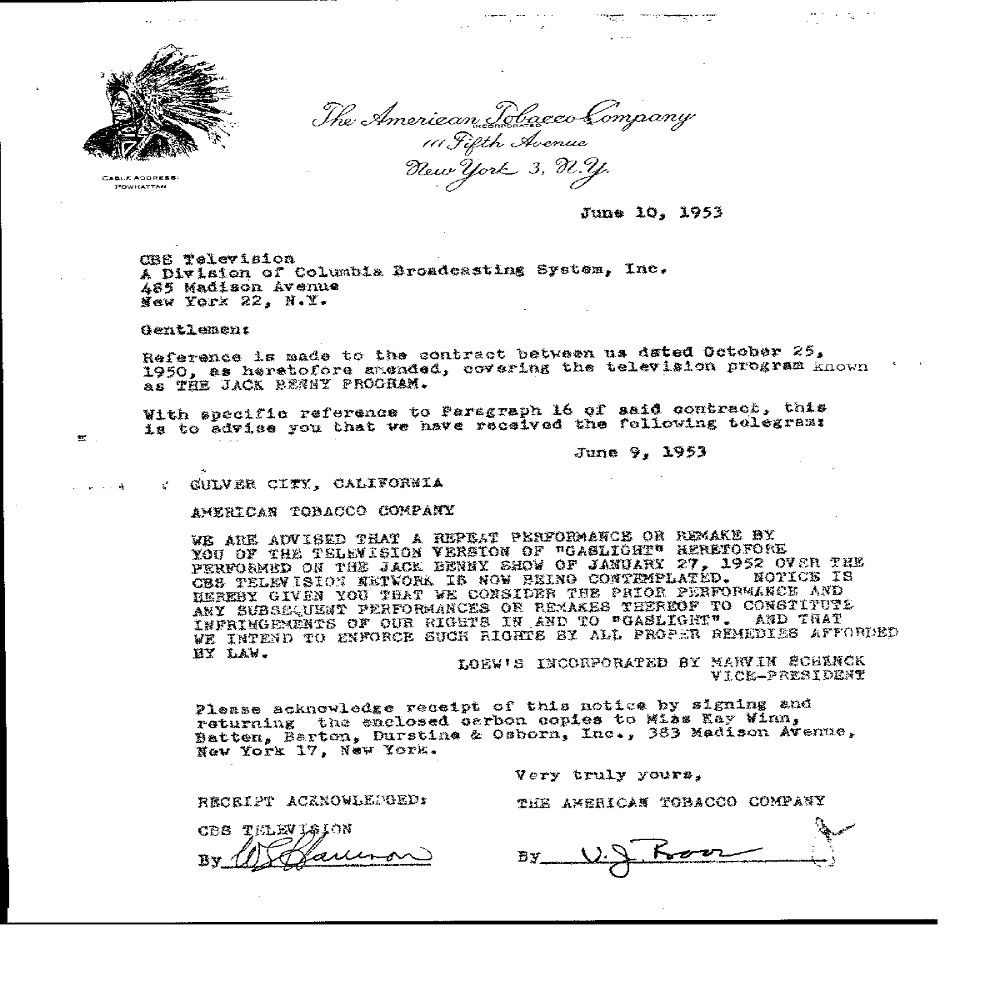 The American Tobacco Company
INCORPORATED
111 Fifth Avenue
New York 3, N.Y.
CABLE ADDRESS:
POWHATTAN
June 10, 1953
CBS Television
A Division of Columbia Broadcasting System, Inc.
485 Madison Avenue
New York 22, N.Y.
Gentlemen:
Reference is made to the contract between us dated October 25,
1950, as heretofore amended, covering the television program known
as THE JACK BENNY PROGRAM.
With specific reference to Paragraph 16 of said contract, this
is to advise you that we have received the following telegram:
June 9, 1953
CULVER CITY, CALIFORNIA
AMERICAN TOBACCO COMPANY
WE ARE ADVISED THAT A REPEAT PERFORMANCE OR REMAKE BY
YOU OF THE TELEVISION VERSION OF "GASLIGHT" HERETOFORE
PERFORMED ON THE JACK BENNY SHOW OF JANUARY 27, 1952 OVER THE
CBS TELEVISION NETWORK IS NOW BEING CONTEMPLATED. NOTICE IS
HEREBY GIVEN YOU THAT WE CONSIDER THE PRIOR PERFORMANCE AND
ANY SUBSEQUENT PERFORMANCES OR REMAKES THEREOF TO CONSTITUTE
INFRINGEMENTS OF OUR RIGHTS IN AND TO "GASLIGHT". AND THAT
WE INTEND TO ENFORCE SUCH RIGHTS BY ALL PROPER REMEDIES AFFORDED
BY LAW.
LOEW'S INCORPORATED BY MARVIN SCHENCK
VICE-PRESIDENT
Please acknowledge receipt of this notice by signing and
returning the enclosed carbon copies to Miss Kay Winn,
Batten, Barton, Durstine & Osborn, Inc., 383 Madison Avenue,
New York 17, New York.
Very truly yours,
RECEIPT ACKNOWLEDGED:
THE AMERICAN TOBACCO COMPANY
CBS TELEVISION
By
By V.J.